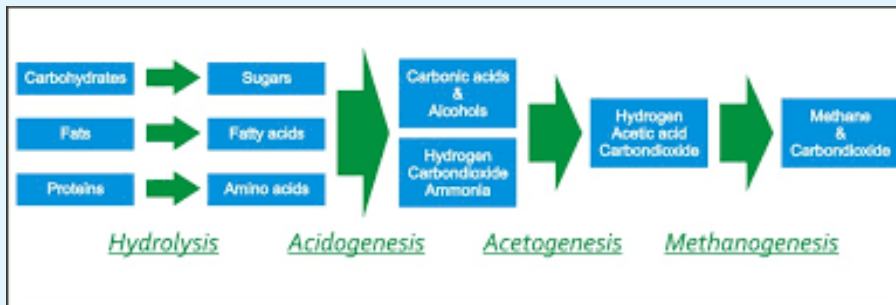 Carbohydrates
Sugars
Fats
Fatty acids
Proteins
Amino acids
Carbonic acids
&
Alcohols
Hydrogen
Carbondioxide
Ammonia
Hydrogen
Acetic acid
Carbondioxide
Methane
&
Carbondioxide
Hydrolysis
Acidogenesis
Acetogenesis
Methanogenesis